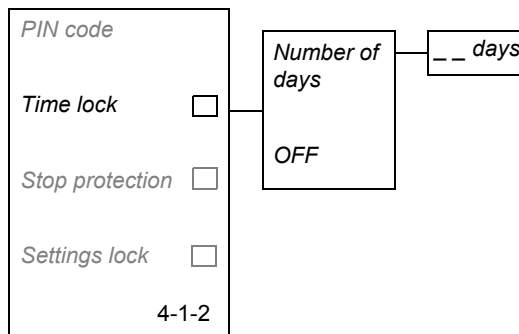 PIN code
Time lock
Stop protection
Settings lock
4-1-2
Number of
days
OFF
_ _ days